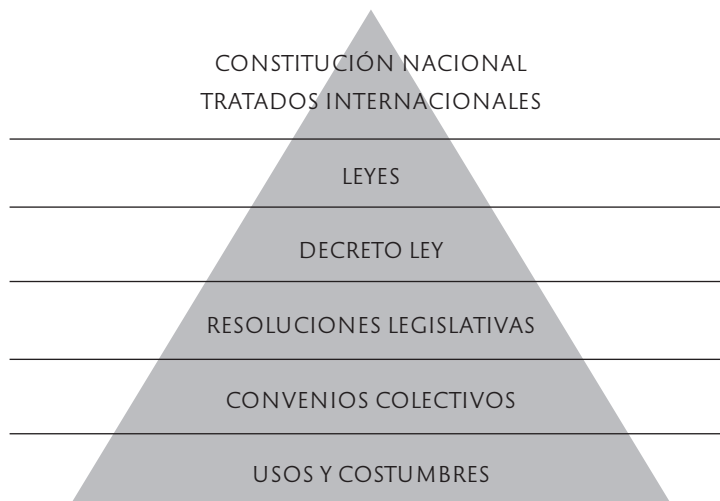 CONSTITUCIÓN NACIONAL
TRATADOS INTERNACIONALES
LEYES
DECRETO LEY
RESOLUCIONES LEGISLATIVAS
CONVENIOS COLECTIVOS
USOS Y COSTUMBRES